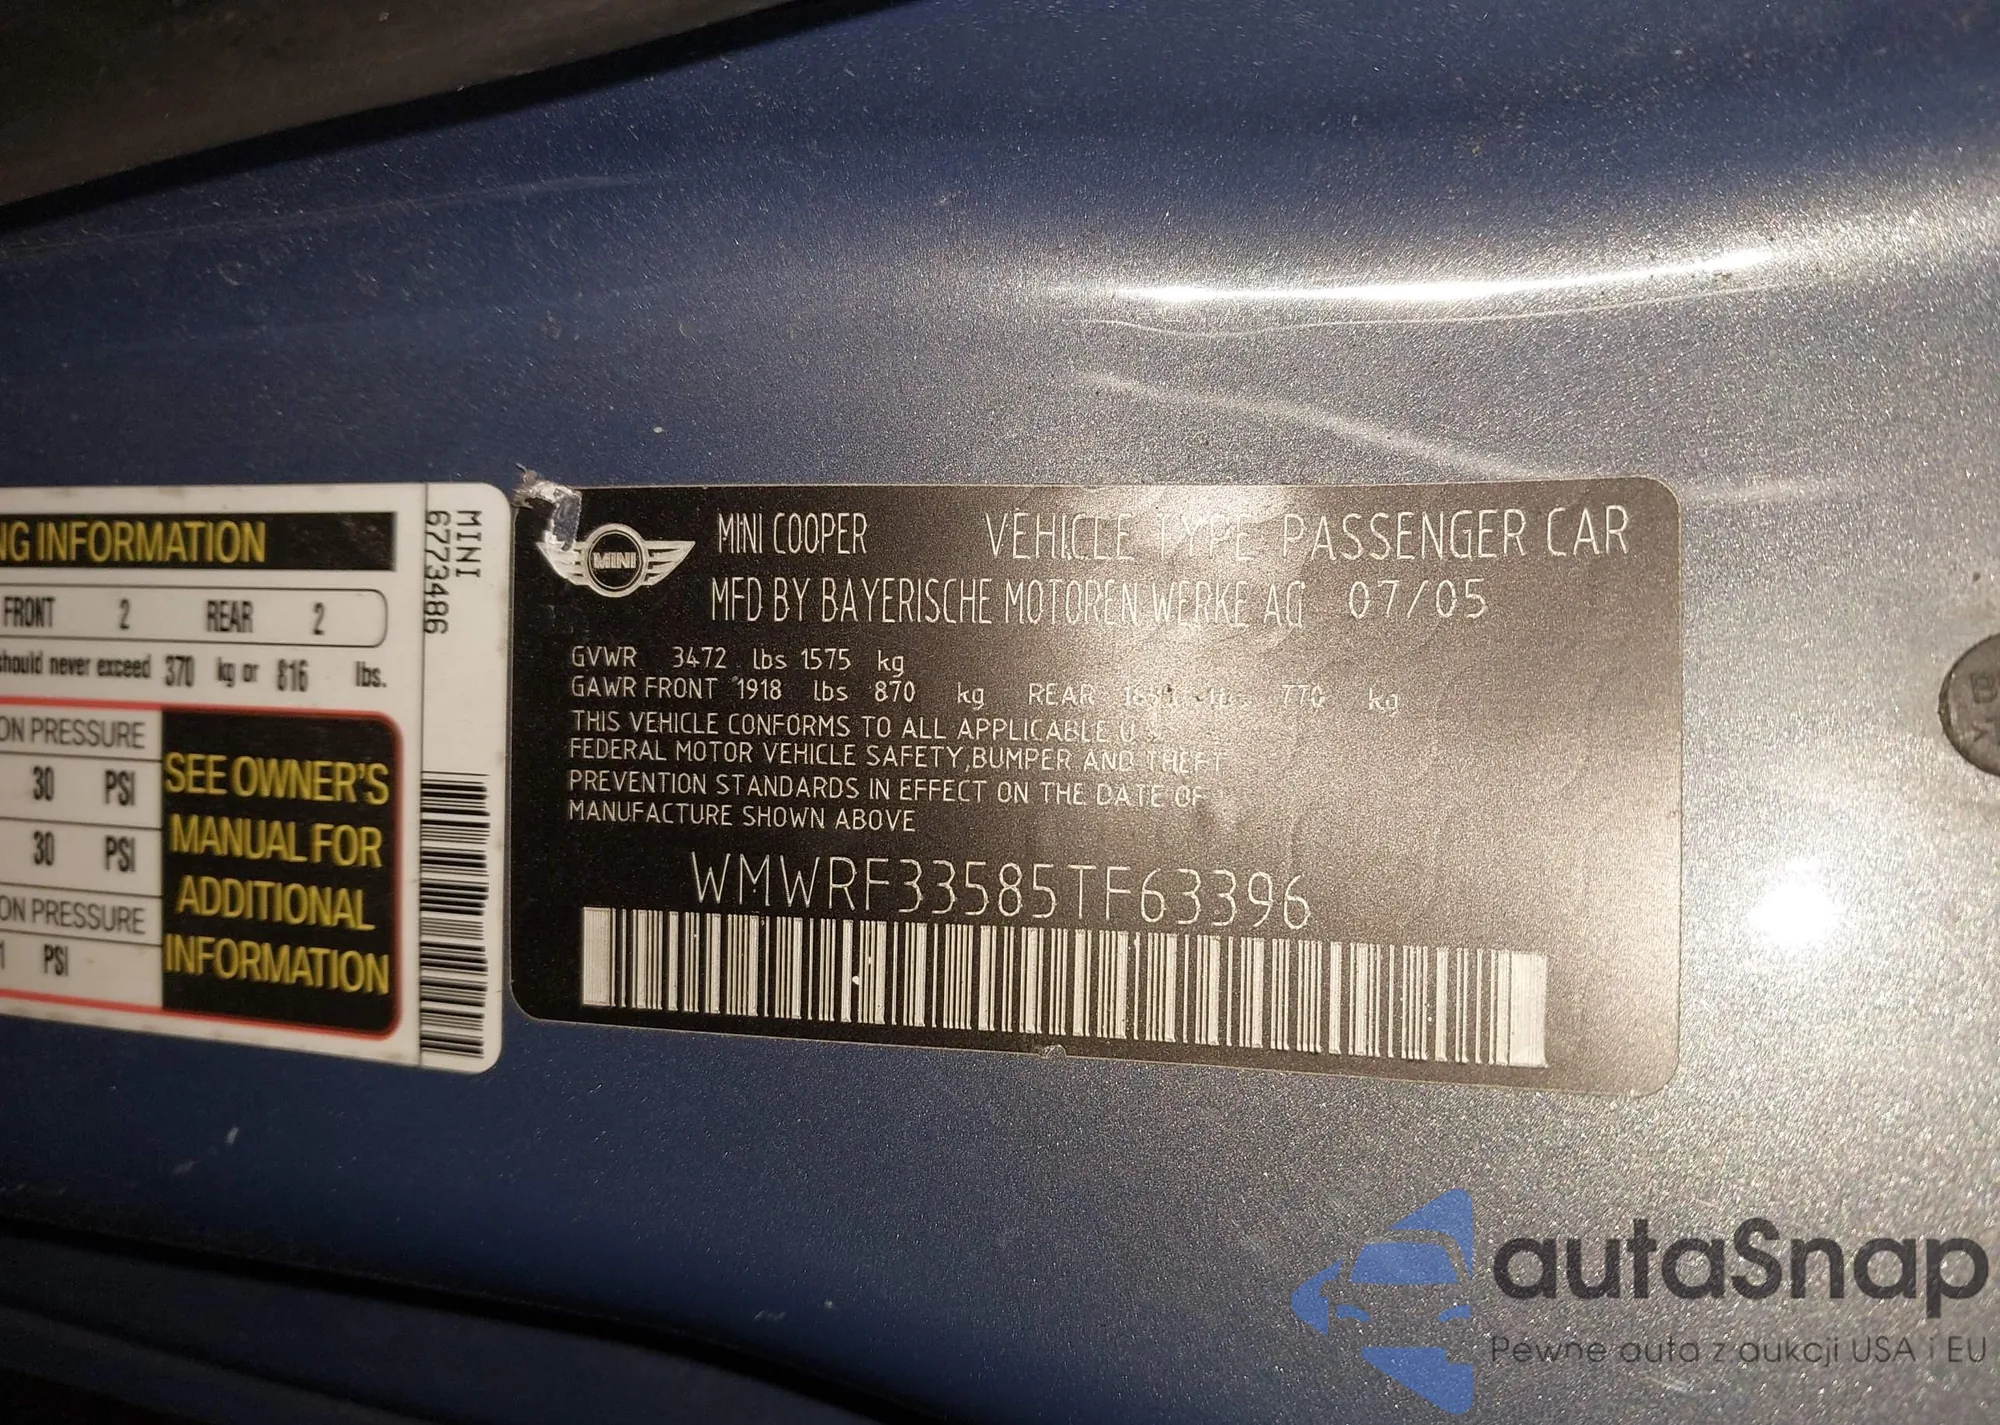 NG INFORMATION
FRONT 2 REAR 2
should never exceed 370 kg or 816 lbs.
ON PRESSURE
30 PSI
30 PSI
ON PRESSURE
1 PSI
SEE OWNER'S
MANUAL FOR
ADDITIONAL
INFORMATION
MINI
6773486
MINI
MINI COOPER VEHICLE TYPE PASSENGER CAR
MFD BY BAYERISCHE MOTOREN WERKE AG 07/05
GVWR 3472 lbs 1575 kg
GAWR FRONT 1918 lbs 870 kg REAR 770 kg
THIS VEHICLE CONFORMS TO ALL APPLICABLE U
FEDERAL MOTOR VEHICLE SAFETY,BUMPER AND THEFT
PREVENTION STANDARDS IN EFFECT ON THE DATE OF
MANUFACTURE SHOWN ABOVE
WMWRF33585TF63396
autaSnap
Pewne auta z aukcji USA i EU